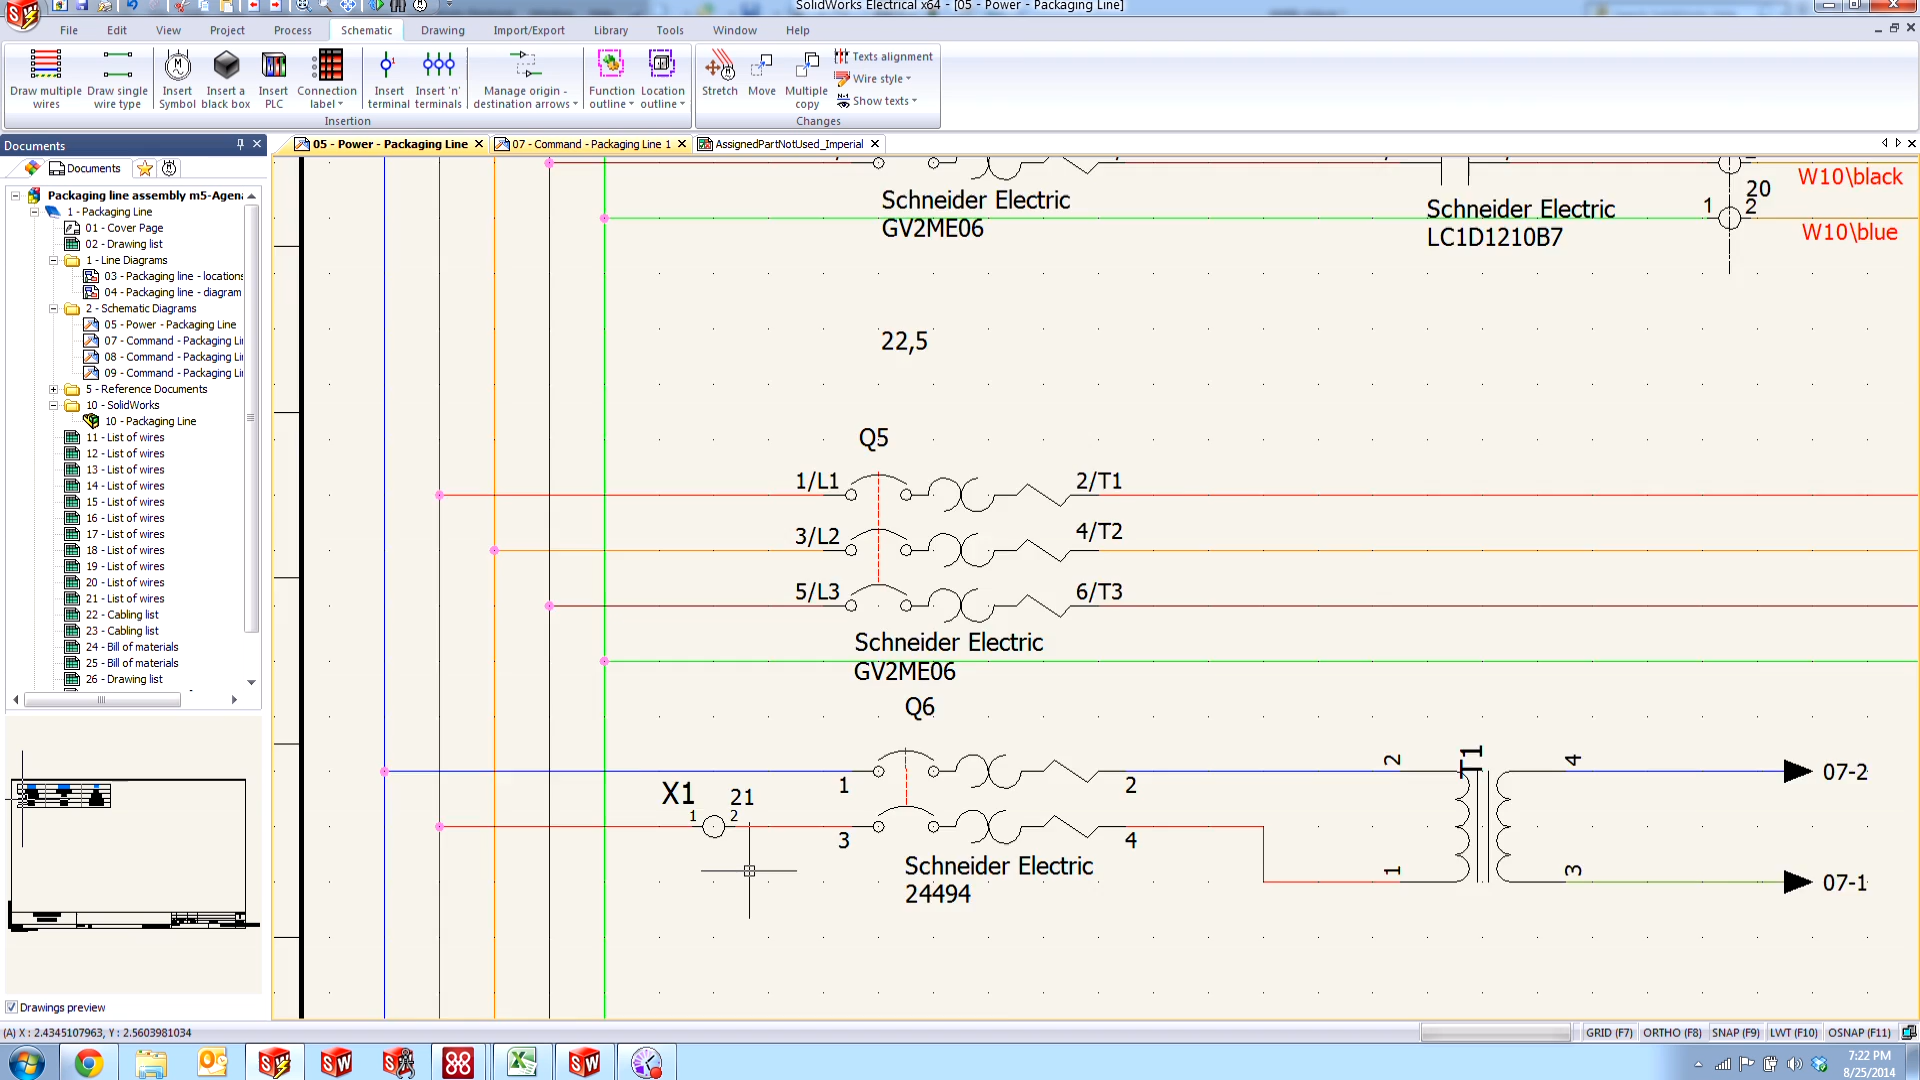 SolidWorks Electrical x64 - [05 - Power - Packaging Line]
File Edit View Project Process Schematic Drawing Import/Export Library Tools Window Help
Draw multiple wires
Draw single wire type
Insert Symbol
Insert a black box
Insert PLC
Connection label
Insert terminal
Insert 'n' terminals
Manage origin - destination arrows
Function outline
Location outline
Insertion
Stretch
Move
Multiple copy
Texts alignment
Wire style
Show texts
Changes
Documents
05 - Power - Packaging Line
07 - Command - Packaging Line 1
AssignedPartNotUsed_Imperial
Documents
Packaging line assembly m5-Agen
1 - Packaging Line
01 - Cover Page
02 - Drawing list
1 - Line Diagrams
03 - Packaging line - locations
04 - Packaging line - diagram
2 - Schematic Diagrams
05 - Power - Packaging Line
07 - Command - Packaging Li
08 - Command - Packaging Li
09 - Command - Packaging Li
5 - Reference Documents
10 - SolidWorks
10 - Packaging Line
11 - List of wires
12 - List of wires
13 - List of wires
14 - List of wires
15 - List of wires
16 - List of wires
17 - List of wires
18 - List of wires
19 - List of wires
20 - List of wires
21 - List of wires
22 - Cabling list
23 - Cabling list
24 - Bill of materials
25 - Bill of materials
26 - Drawing list
Drawings preview
Schneider Electric
GV2ME06
Schneider Electric
LC1D1210B7
20
1 2
W10\black
W10\blue
22,5
Q5
1/L1 2/T1
3/L2 4/T2
5/L3 6/T3
Schneider Electric
GV2ME06
Q6
1 2
X1 21
1 2
3 4
Schneider Electric
24494
2 T1 4
1 3
07-2
07-1
(A) X : 2.4345107963, Y : 2.5603981034
GRID (F7) ORTHO (F8) SNAP (F9) LWT (F10) OSNAP (F11)
7:22 PM
8/25/2014